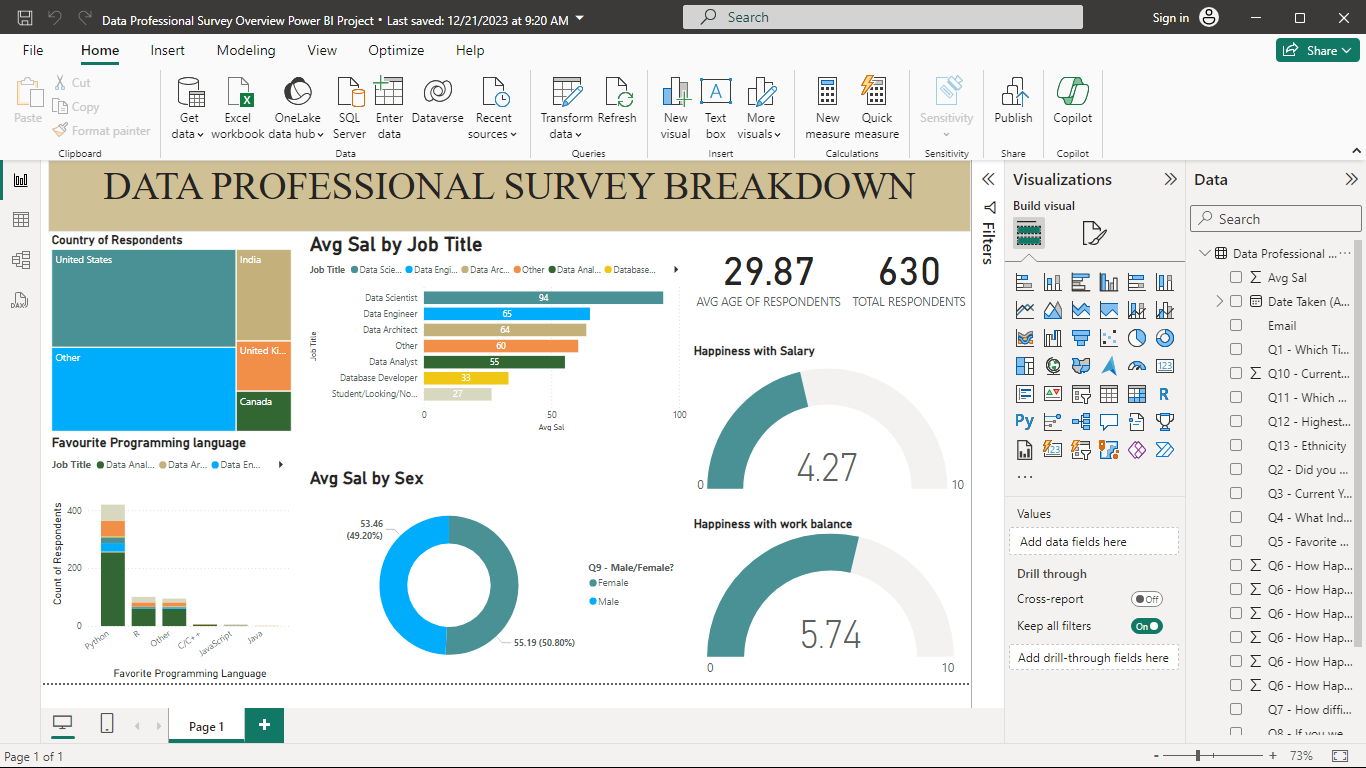 Data Professional Survey Overview Power BI Project • Last saved: 12/21/2023 at 9:20 AM
Search
Sign in
File
Home
Insert
Modeling
View
Optimize
Help
Share
Paste
Cut
Copy
Format painter
Clipboard
Get data
Excel workbook
OneLake data hub
SQL Server
Enter data
Dataverse
Recent sources
Data
Transform data
Refresh
Queries
New visual
Text box
More visuals
Insert
New measure
Quick measure
Calculations
Sensitivity
Sensitivity
Publish
Share
Copilot
Copilot
DATA PROFESSIONAL SURVEY BREAKDOWN
Country of Respondents
United States
India
Other
United Ki...
Canada
Avg Sal by Job Title
Job Title Data Scie... Data Engi... Data Arc... Other Data Anal... Database...
Job Title
Data Scientist 94
Data Engineer 65
Data Architect 64
Other 60
Data Analyst 55
Database Developer 33
Student/Looking/No... 27
0 50 100
Avg Sal
29.87
AVG AGE OF RESPONDENTS
630
TOTAL RESPONDENTS
Happiness with Salary
4.27
0 10
Favourite Programming language
Job Title Data Anal... Data Ar... Data En...
Count of Respondents
400
200
0
Python R Other C/C++ JavaScript Java
Favorite Programming Language
Avg Sal by Sex
53.46
(49.20%)
55.19 (50.80%)
Q9 - Male/Female?
Female
Male
Happiness with work balance
5.74
0 10
Filters
Visualizations
Build visual
123
R
Py
123
...
Values
Add data fields here
Drill through
Cross-report Off
Keep all filters On
Add drill-through fields here
Data
Search
Data Professional ... ...
Avg Sal
Date Taken (A...
Email
Q1 - Which Ti...
Q10 - Current...
Q11 - Which ...
Q12 - Highest...
Q13 - Ethnicity
Q2 - Did you ...
Q3 - Current Y...
Q4 - What Ind...
Q5 - Favorite ...
Q6 - How Hap...
Q6 - How Hap...
Q6 - How Hap...
Q6 - How Hap...
Q6 - How Hap...
Q6 - How Hap...
Q7 - How diffi...
Q8 - If you we...
DAX
Page 1
+
Page 1 of 1
- + 73%